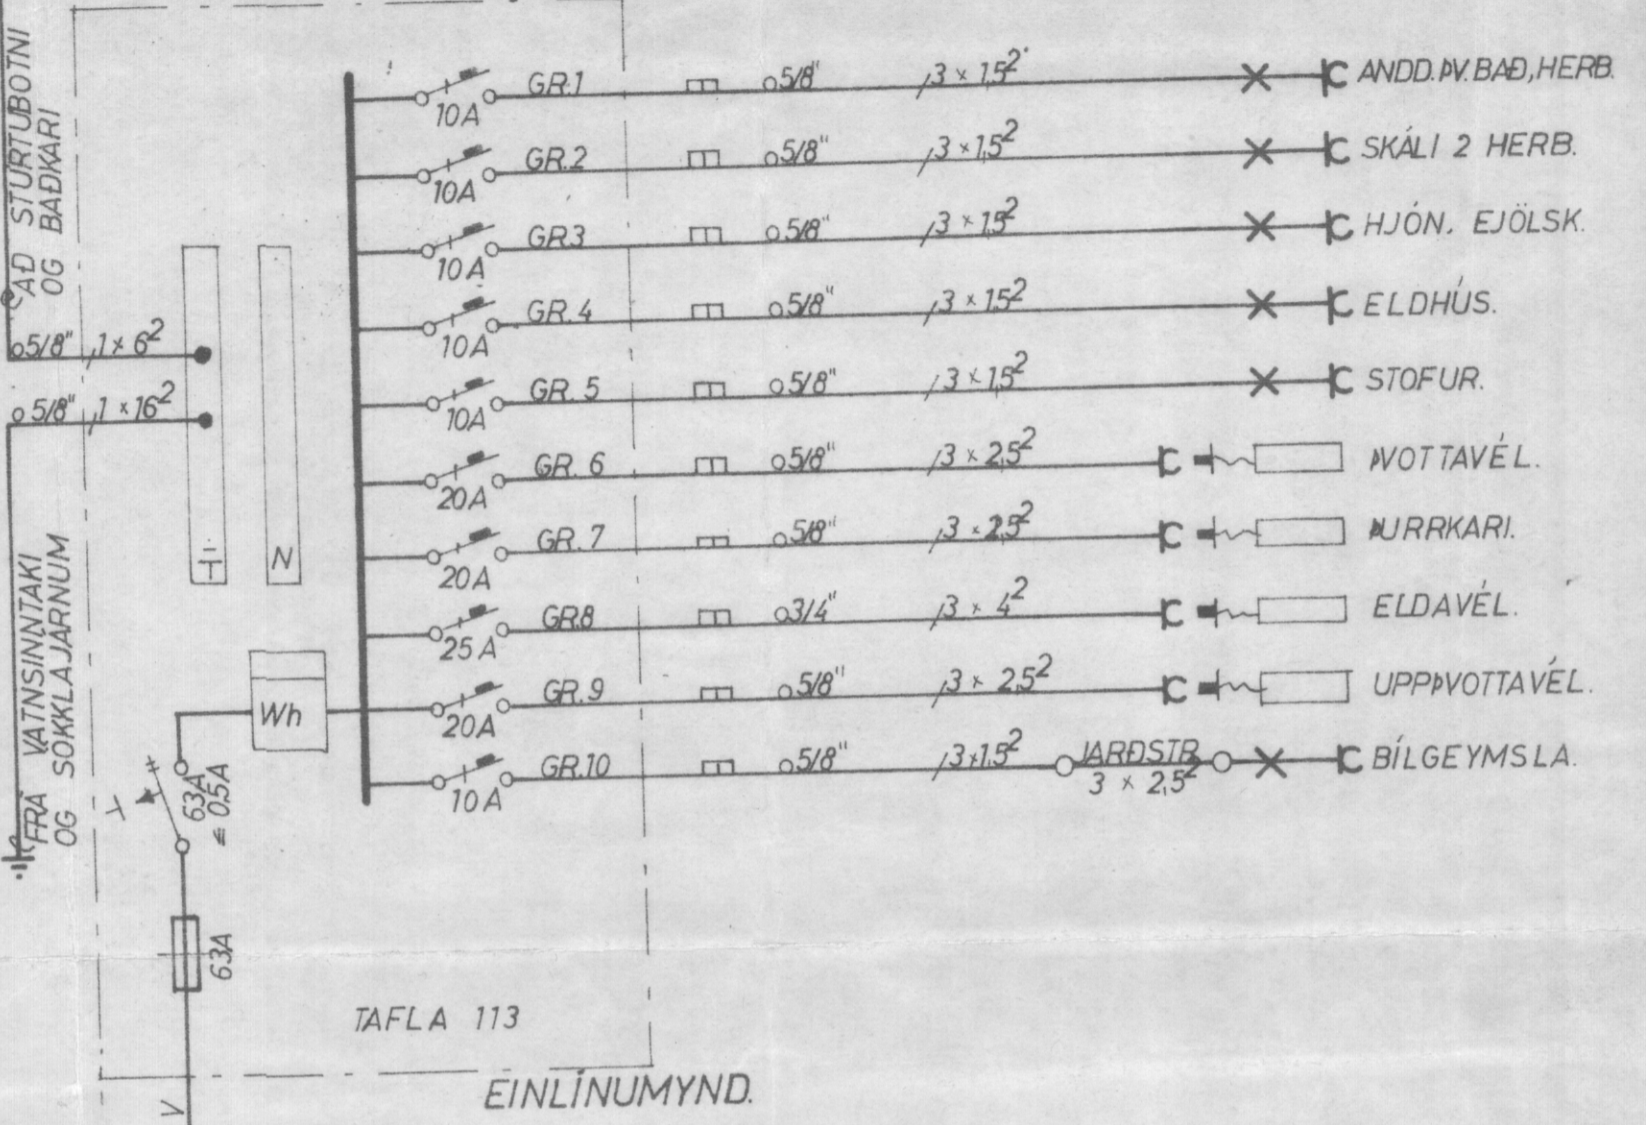 AÐ STURTUBOTNI
OG BAÐKARI
5/8" 1 x 6²
5/8" 1 x 16²
FRÁ VATNSINNTAKI
OG SÖKKLAJÁRNUM
N
Wh
63A
≤ 0,5A
63A
V
10A GR.1 5/8" 3 x 1,5² ANDD. ÞV. BAÐ, HERB.
10A GR.2 5/8" 3 x 1,5² SKÁLI 2 HERB.
10A GR.3 5/8" 3 x 1,5² HJÓN. EJÖLSK.
10A GR.4 5/8" 3 x 1,5² ELDHÚS.
10A GR.5 5/8" 3 x 1,5² STOFUR.
20A GR.6 5/8" 3 x 2,5² ÞVOTTAVÉL.
20A GR.7 5/8" 3 x 2,5² ÞURRKARI.
25A GR.8 3/4" 3 x 4² ELDAVÉL.
20A GR.9 5/8" 3 x 2,5² UPPÞVOTTAVÉL.
10A GR.10 5/8" 3 x 1,5² JARÐSTR. 3 x 2,5² BÍLGEYMSLA.
TAFLA 113
EINLÍNUMYND.